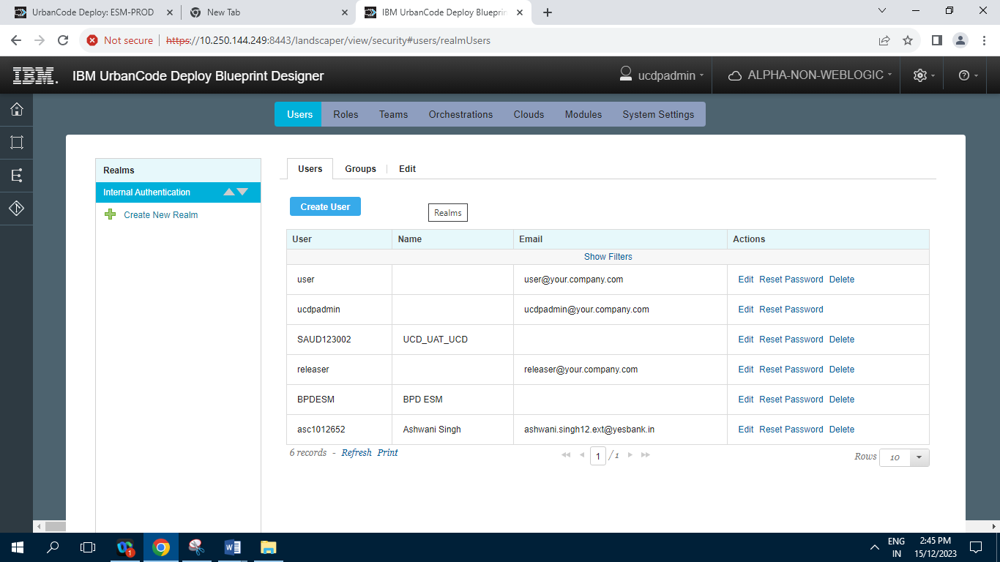 UrbanCode Deploy: ESM-PROD
New Tab
IBM UrbanCode Deploy Blueprin
Not secure https://10.250.144.249:8443/landscaper/view/security#users/realmUsers
IBM. IBM UrbanCode Deploy Blueprint Designer ucdpadmin ALPHA-NON-WEBLOGIC
Users Roles Teams Orchestrations Clouds Modules System Settings
Realms
Internal Authentication
Create New Realm
Users Groups Edit
Create User
Realms
User Name Email Actions
Show Filters
user user@your.company.com Edit Reset Password Delete
ucdpadmin ucdpadmin@your.company.com Edit Reset Password
SAUD123002 UCD_UAT_UCD Edit Reset Password Delete
releaser releaser@your.company.com Edit Reset Password Delete
BPDESM BPD ESM Edit Reset Password Delete
asc1012652 Ashwani Singh ashwani.singh12.ext@yesbank.in Edit Reset Password Delete
6 records - Refresh Print 1 / 1 Rows 10
1
ENG 2:45 PM
IN 15/12/2023